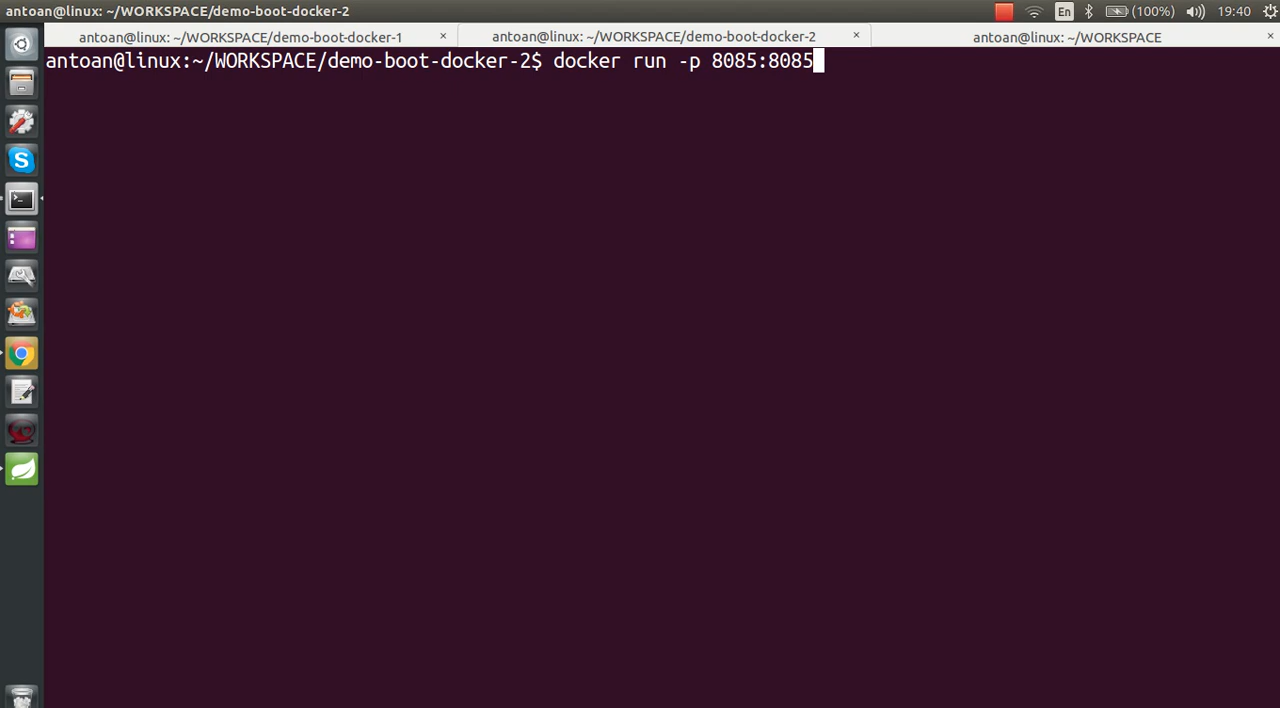 antoan@linux: ~/WORKSPACE/demo-boot-docker-2
En
(100%)
19:40
antoan@linux: ~/WORKSPACE/demo-boot-docker-1 ×
antoan@linux: ~/WORKSPACE/demo-boot-docker-2 ×
antoan@linux: ~/WORKSPACE ×
antoan@linux:~/WORKSPACE/demo-boot-docker-2$ docker run -p 8085:8085